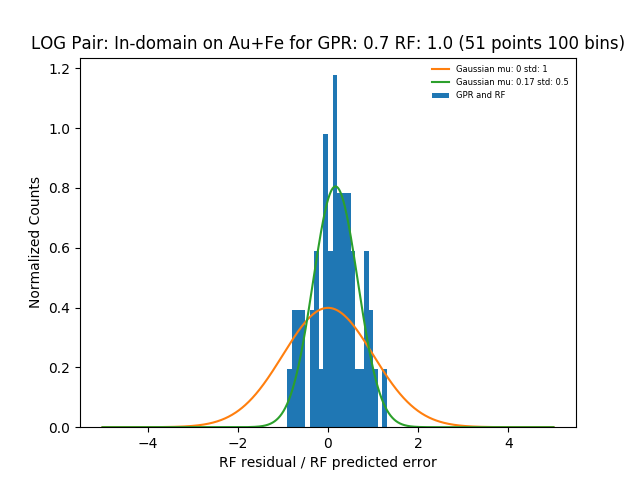 LOG Pair: In-domain on Au+Fe for GPR: 0.7 RF: 1.0 (51 points 100 bins)
Gaussian mu: 0 std: 1
Gaussian mu: 0.17 std: 0.5
GPR and RF
Normalized Counts
1.2
1.0
0.8
0.6
0.4
0.2
0.0
−4 −2 0 2 4
RF residual / RF predicted error